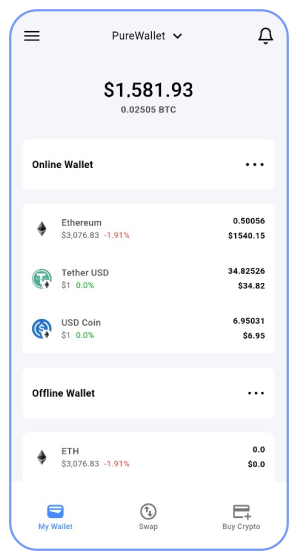 PureWallet
$1.581.93
0.02505 BTC
Online Wallet
Ethereum 0.50056
$3,076.83 -1.91% $1540.15
Tether USD 34.82526
$1 0.0% $34.82
USD Coin 6.95031
$1 0.0% $6.95
Offline Wallet
ETH 0.0
$3,076.83 -1.91% $0.0
My Wallet Swap Buy Crypto